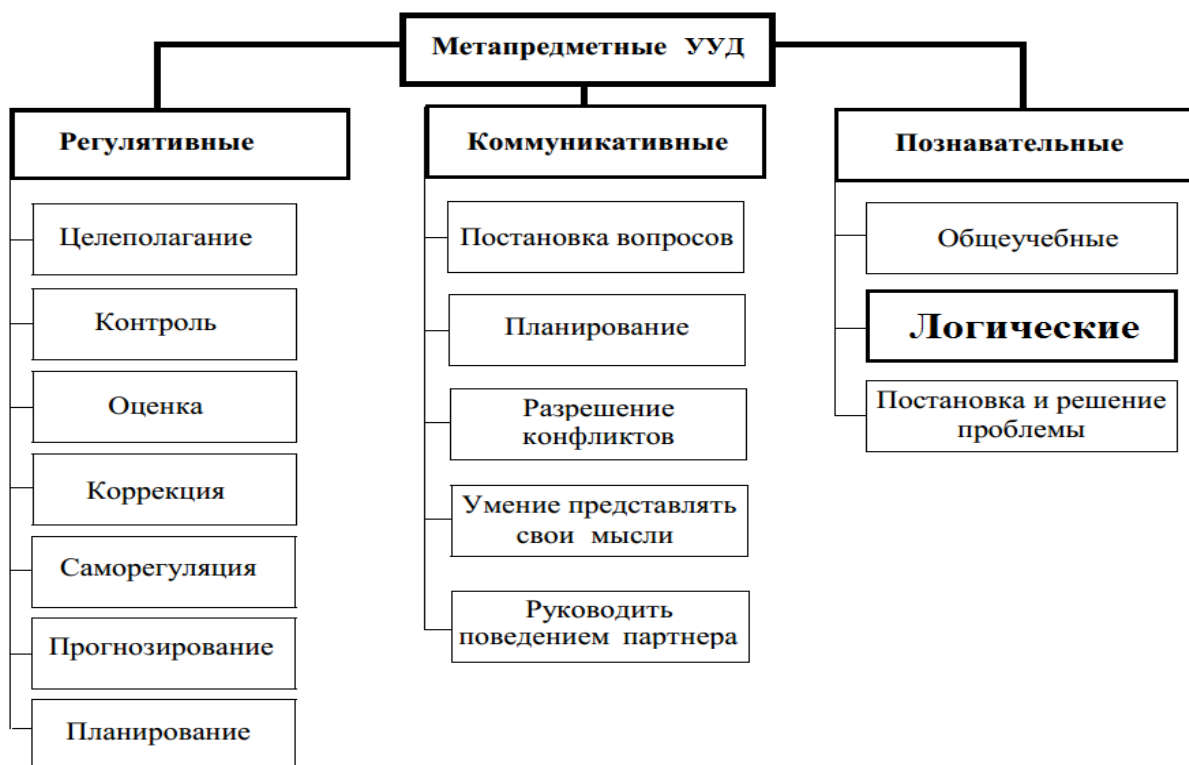 Метапредметные УУД
Регулятивные
Целеполагание
Контроль
Оценка
Коррекция
Саморегуляция
Прогнозирование
Планирование
Коммуникативные
Постановка вопросов
Планирование
Разрешение
конфликтов
Умение представлять
свои мысли
Руководить
поведением партнера
Познавательные
Общеучебные
Логические
Постановка и решение
проблемы